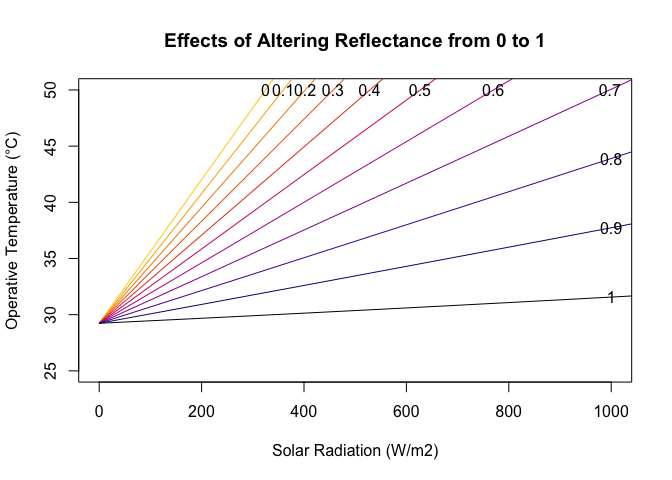 Effects of Altering Reflectance from 0 to 1
Operative Temperature (°C)
50
45
40
35
30
25
0 0.1 0.2 0.3 0.4 0.5 0.6 0.7
0.8
0.9
1
0 200 400 600 800 1000
Solar Radiation (W/m2)